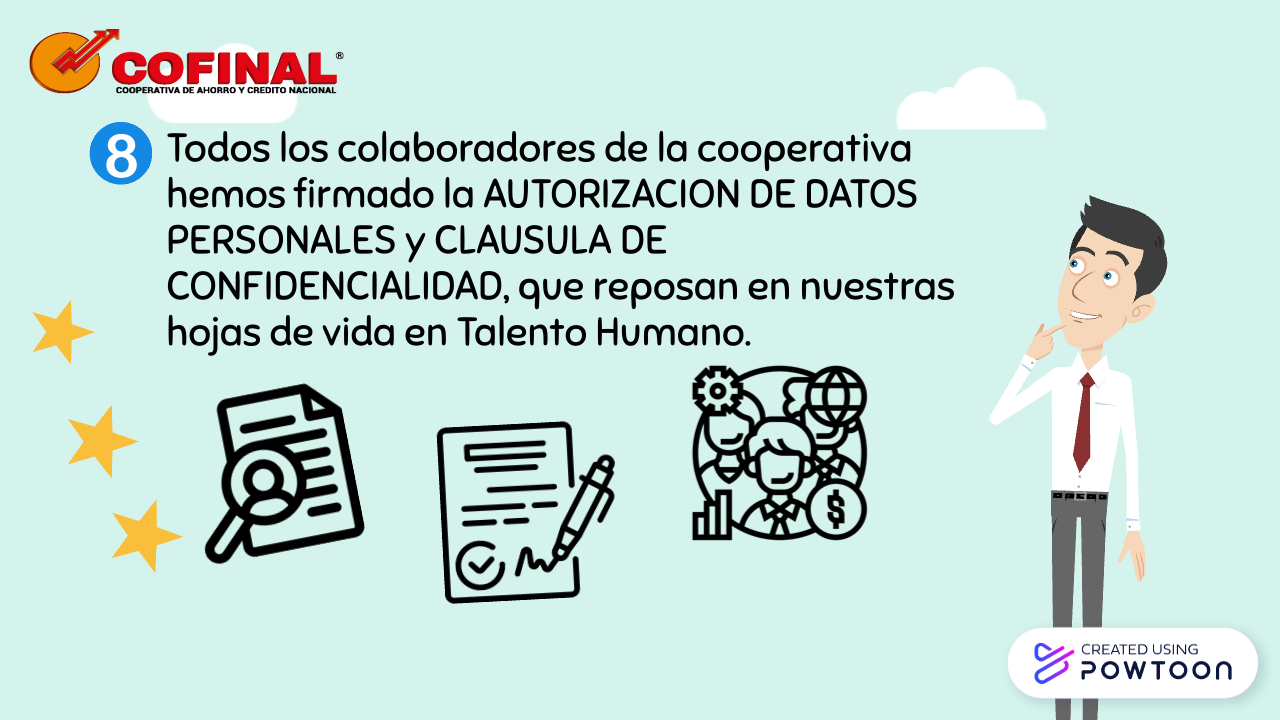 COFINAL®
COOPERATIVA DE AHORRO Y CREDITO NACIONAL
8
Todos los colaboradores de la cooperativa
hemos firmado la AUTORIZACION DE DATOS
PERSONALES y CLAUSULA DE
CONFIDENCIALIDAD, que reposan en nuestras
hojas de vida en Talento Humano.
$
CREATED USING
POWTOON